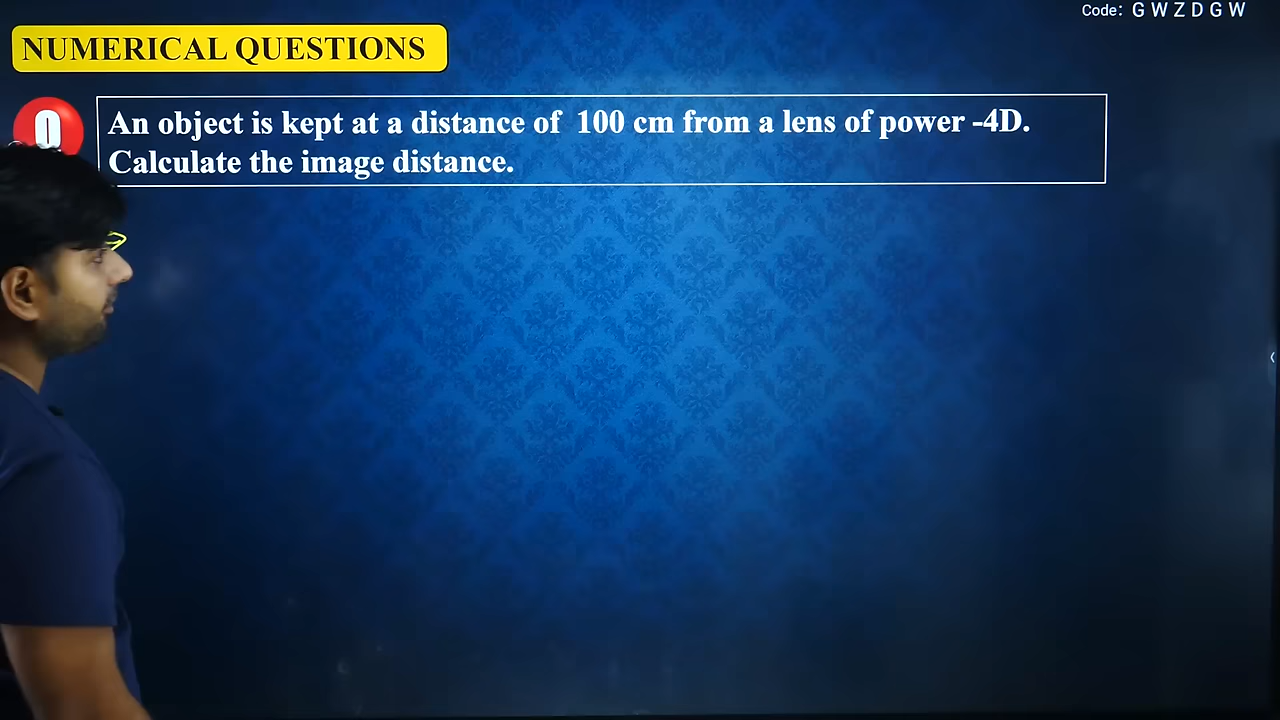 Code: G W Z D G W
NUMERICAL QUESTIONS
Q
An object is kept at a distance of 100 cm from a lens of power -4D.
Calculate the image distance.